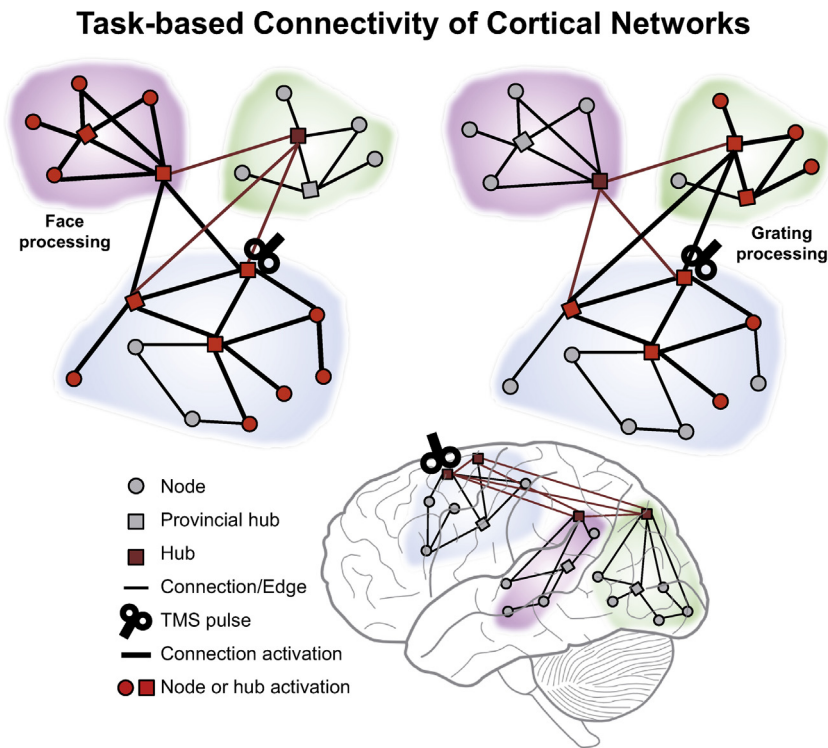 Task-based Connectivity of Cortical Networks
Face
processing
Grating
processing
Node
Provincial hub
Hub
Connection/Edge
TMS pulse
Connection activation
Node or hub activation